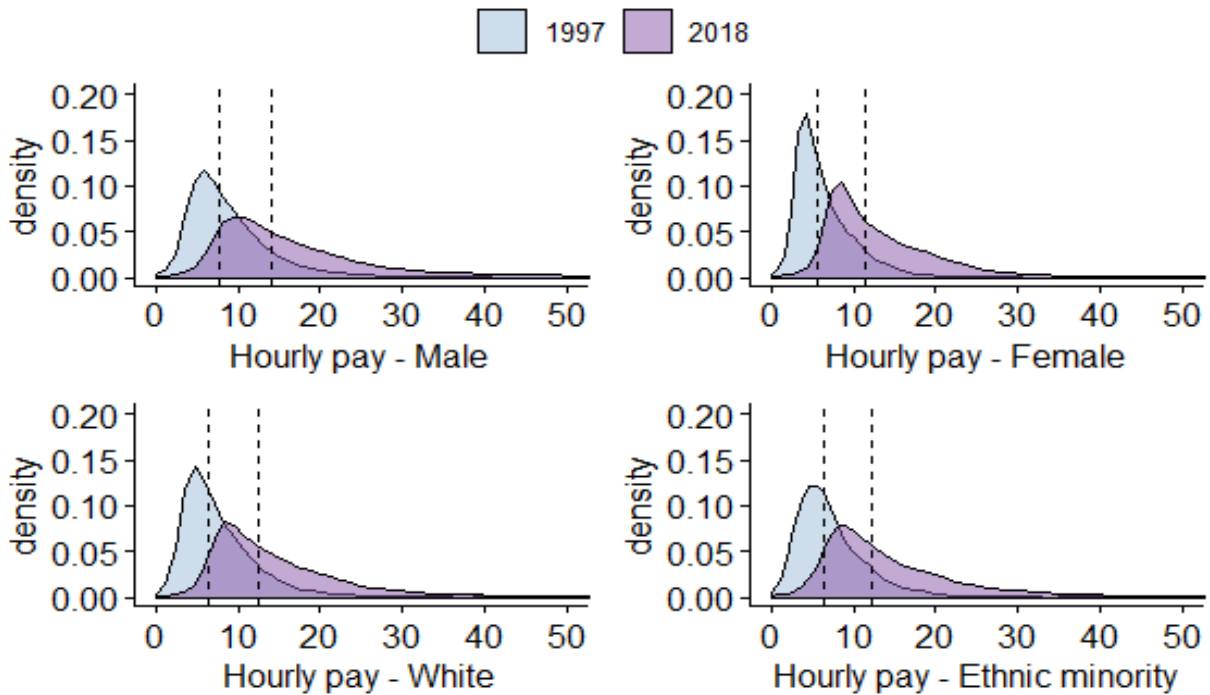 1997 2018
0.20 0.20
0.15 0.15
0.10 0.10
0.05 0.05
0.00 0.00
density density
0 10 20 30 40 50 0 10 20 30 40 50
Hourly pay - Male Hourly pay - Female
0.20 0.20
0.15 0.15
0.10 0.10
0.05 0.05
0.00 0.00
density density
0 10 20 30 40 50 0 10 20 30 40 50
Hourly pay - White Hourly pay - Ethnic minority